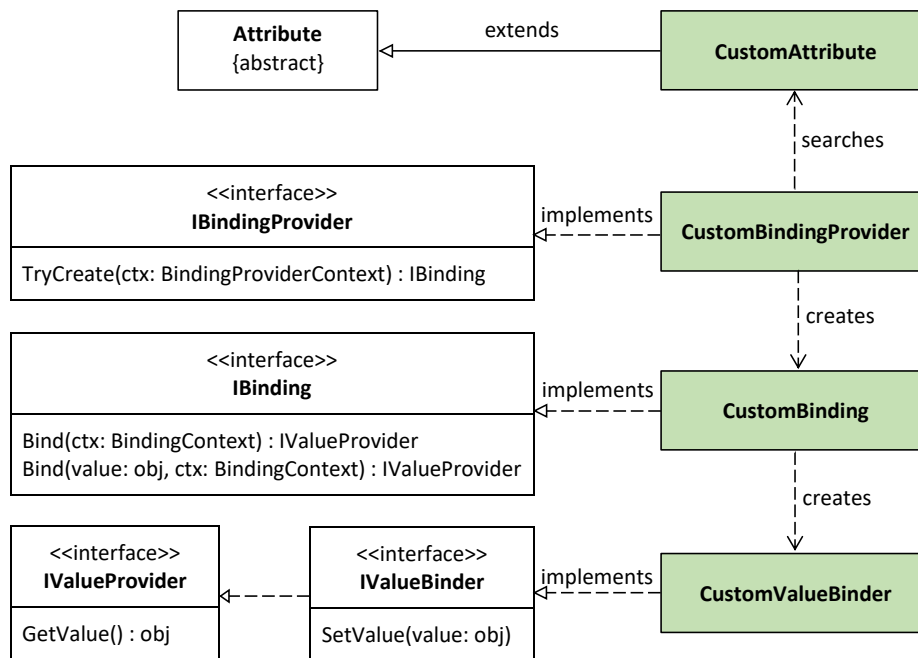 Attribute
{abstract}
extends
CustomAttribute
searches
<<interface>>
IBindingProvider
TryCreate(ctx: BindingProviderContext) : IBinding
implements
CustomBindingProvider
creates
<<interface>>
IBinding
Bind(ctx: BindingContext) : IValueProvider
Bind(value: obj, ctx: BindingContext) : IValueProvider
implements
CustomBinding
creates
<<interface>>
IValueProvider
GetValue() : obj
<<interface>>
IValueBinder
SetValue(value: obj)
implements
CustomValueBinder